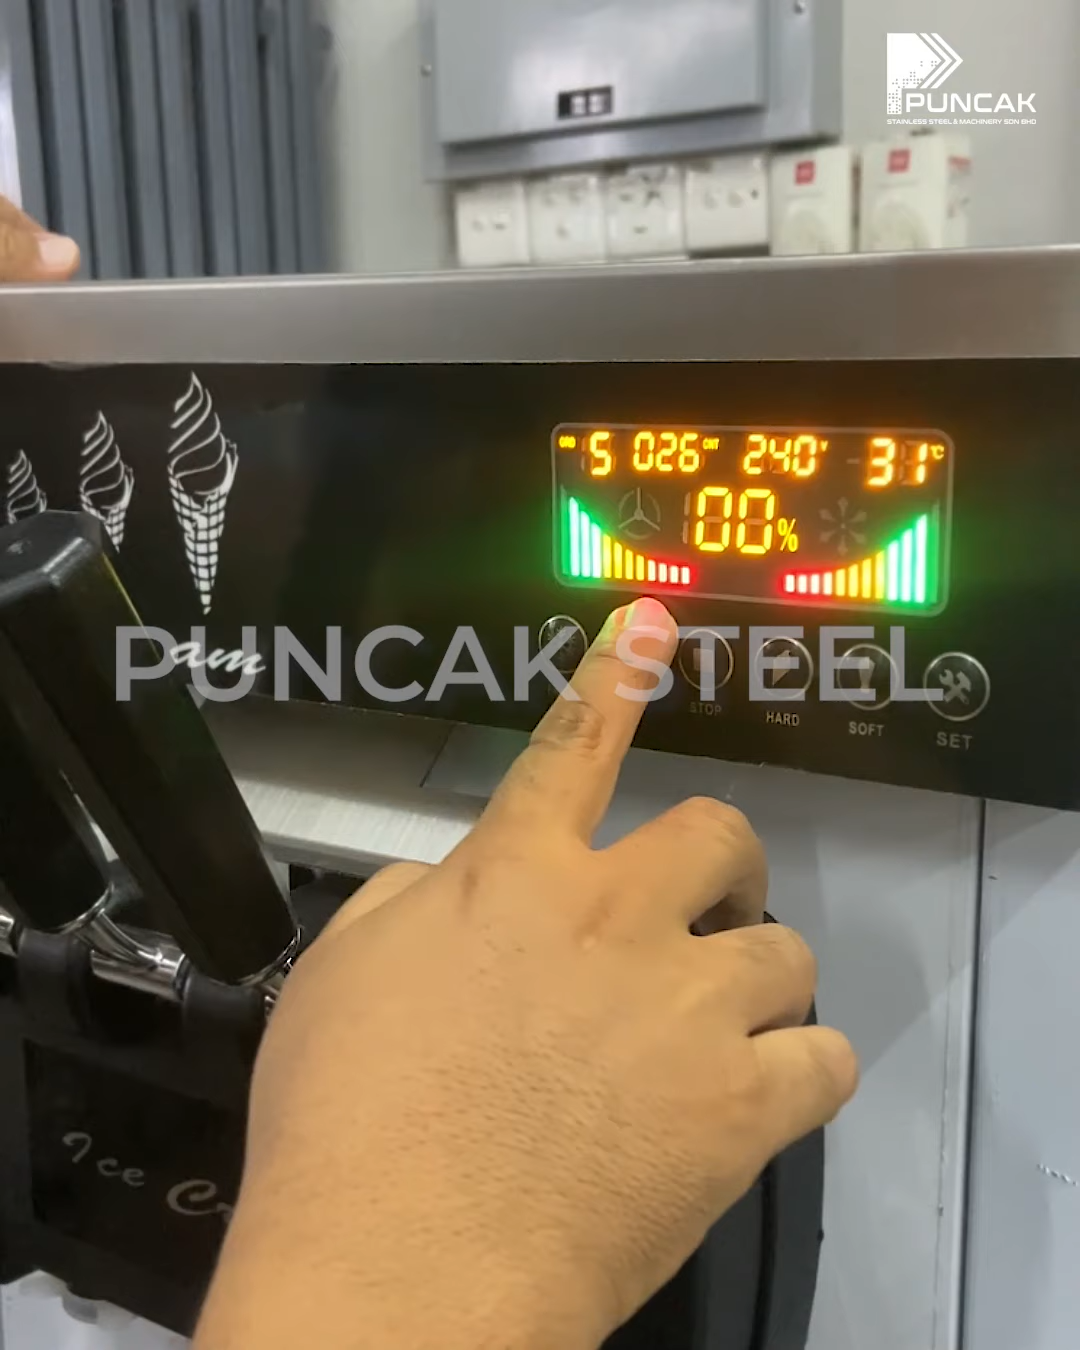 PUNCAK
STAINLESS STEEL & MACHINERY SDN BHD
5 026 CNT 240 V 31 °C
00 %
PUNCAK STEEL
am
STOP
HARD
SOFT
SET
Ice